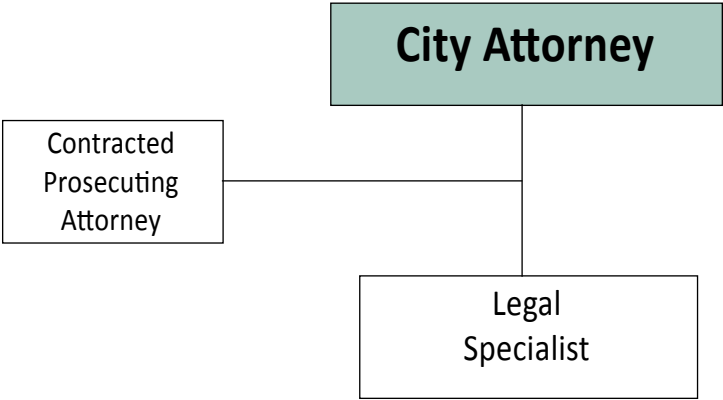 City Attorney
Contracted
Prosecuting
Attorney
Legal
Specialist